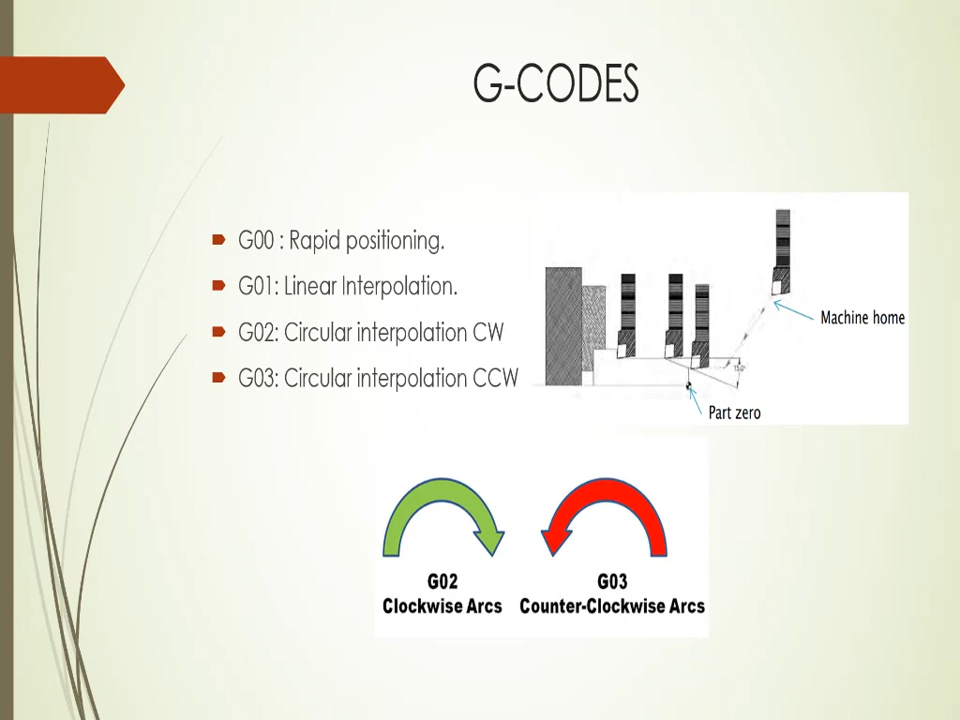 G-CODES
G00 : Rapid positioning.
G01: Linear Interpolation.
G02: Circular interpolation CW
G03: Circular interpolation CCW
Machine home
Part zero
G02
Clockwise Arcs
G03
Counter-Clockwise Arcs